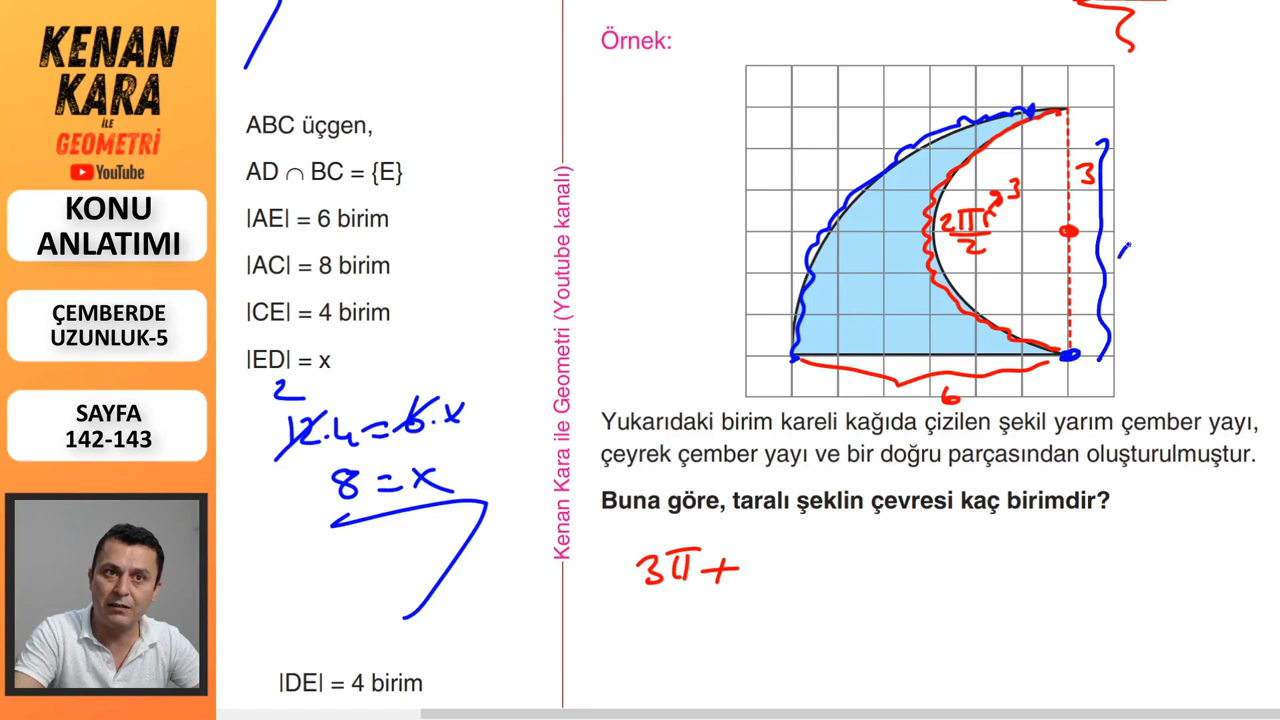 KENAN
KARA
İLE
GEOMETRİ
YouTube
KONU
ANLATIMI
ÇEMBERDE
UZUNLUK-5
SAYFA
142-143
ABC üçgen,
AD ∩ BC = {E}
|AE| = 6 birim
|AC| = 8 birim
|CE| = 4 birim
|ED| = x
2
12.4=6.x
8=x
|DE| = 4 birim
Kenan Kara ile Geometri (Youtube kanalı)
Örnek:
3
2πr 3
2
6
Yukarıdaki birim kareli kağıda çizilen şekil yarım çember yayı,
çeyrek çember yayı ve bir doğru parçasından oluşturulmuştur.
Buna göre, taralı şeklin çevresi kaç birimdir?
3π+